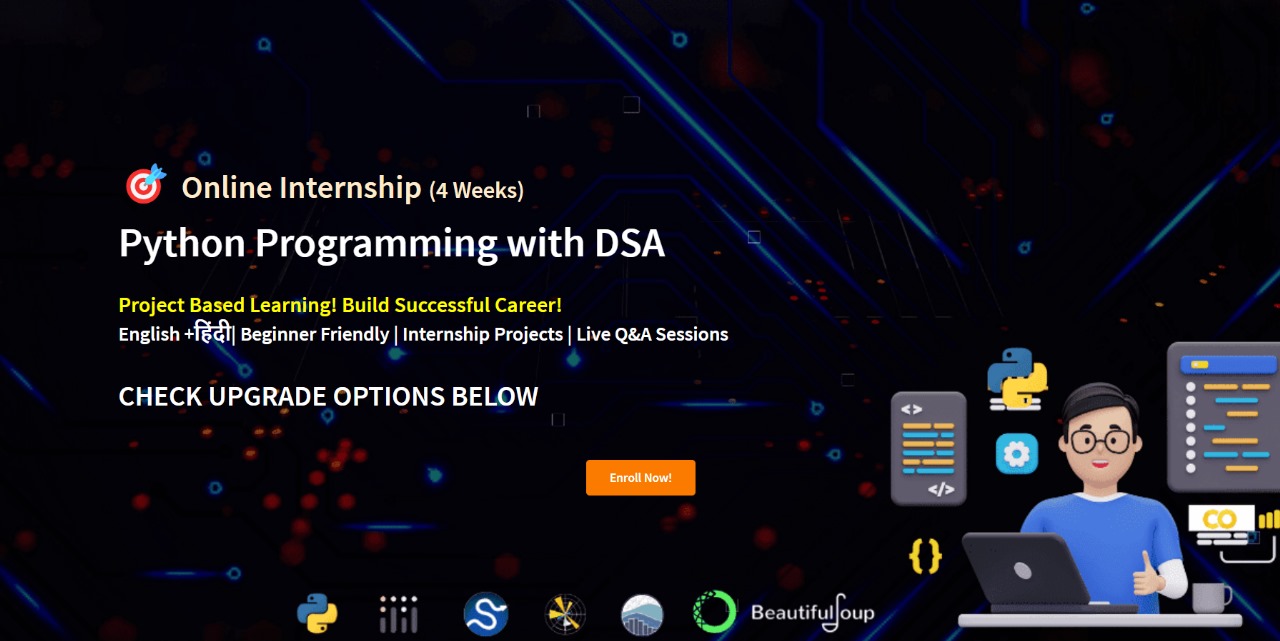 Online Internship (4 Weeks)
Python Programming with DSA
Project Based Learning! Build Successful Career!
English +हिंदी| Beginner Friendly | Internship Projects | Live Q&A Sessions
CHECK UPGRADE OPTIONS BELOW
Enroll Now!
<>
</>
{}
CO
BeautifulSoup